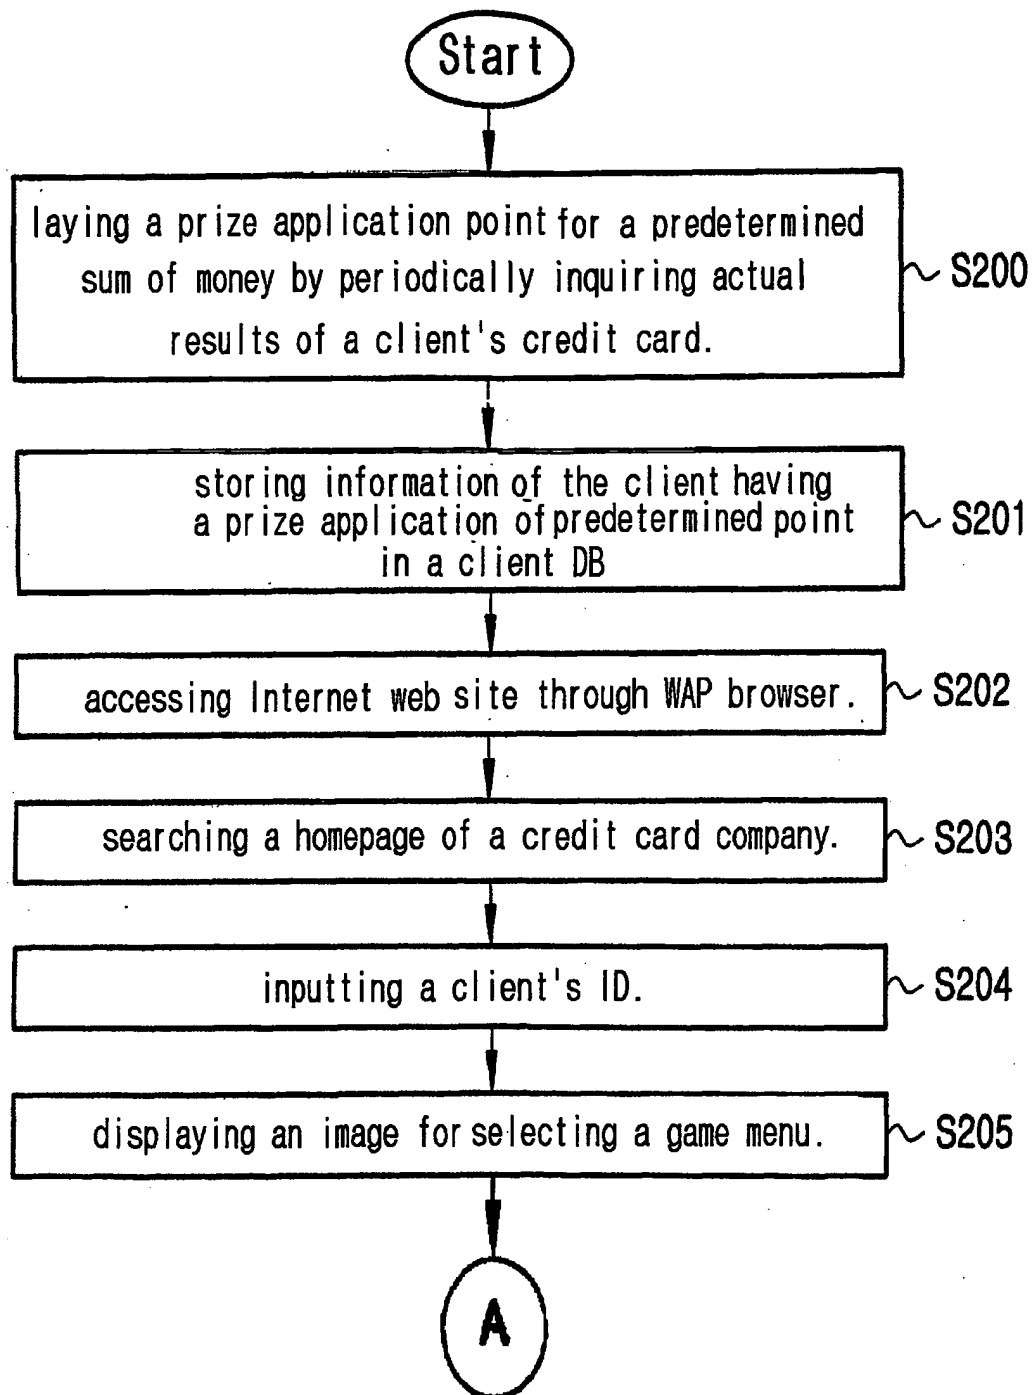 Start
laying a prize application point for a predetermined
sum of money by periodically inquiring actual
results of a client's credit card.
S200
storing information of the client having
a prize application of predetermined point
in a client DB
S201
accessing Internet web site through WAP browser.
S202
searching a homepage of a credit card company.
S203
inputting a client's ID.
S204
displaying an image for selecting a game menu.
S205
A